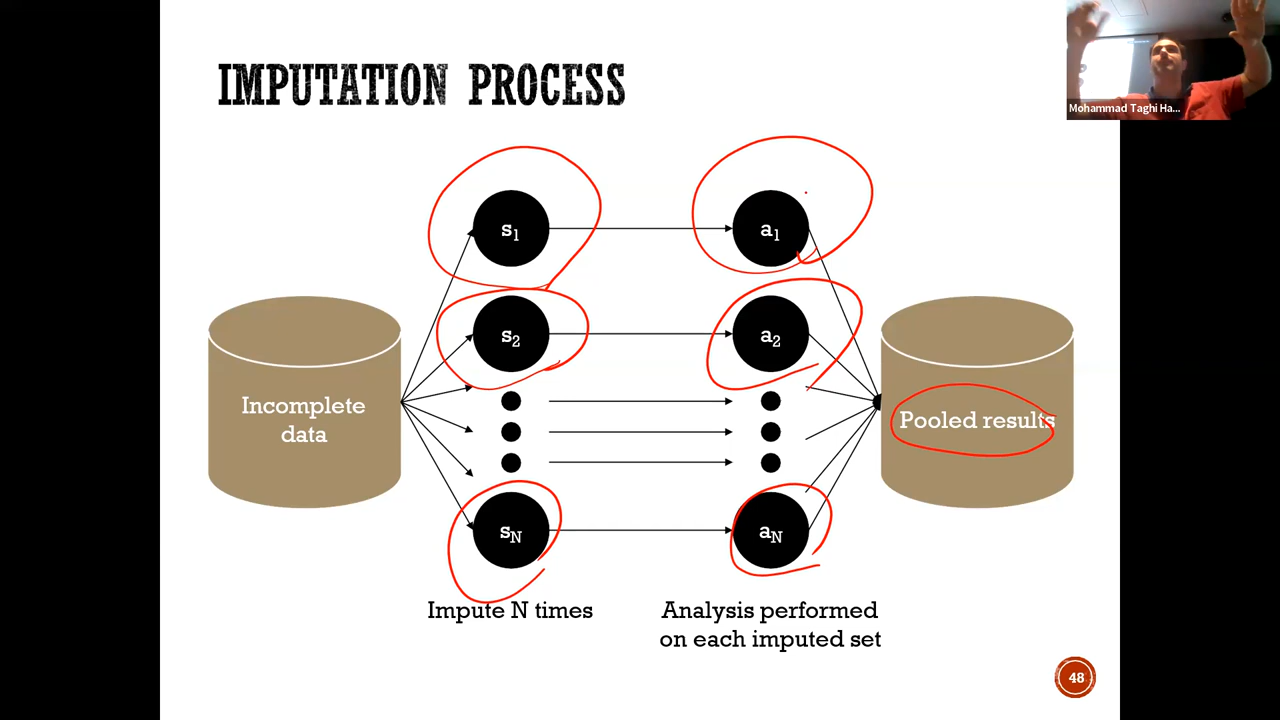 IMPUTATION PROCESS
Mohammad Taghi Ha...
s1
a1
s2
a2
Incomplete
data
Pooled results
sN
aN
Impute N times
Analysis performed
on each imputed set
48